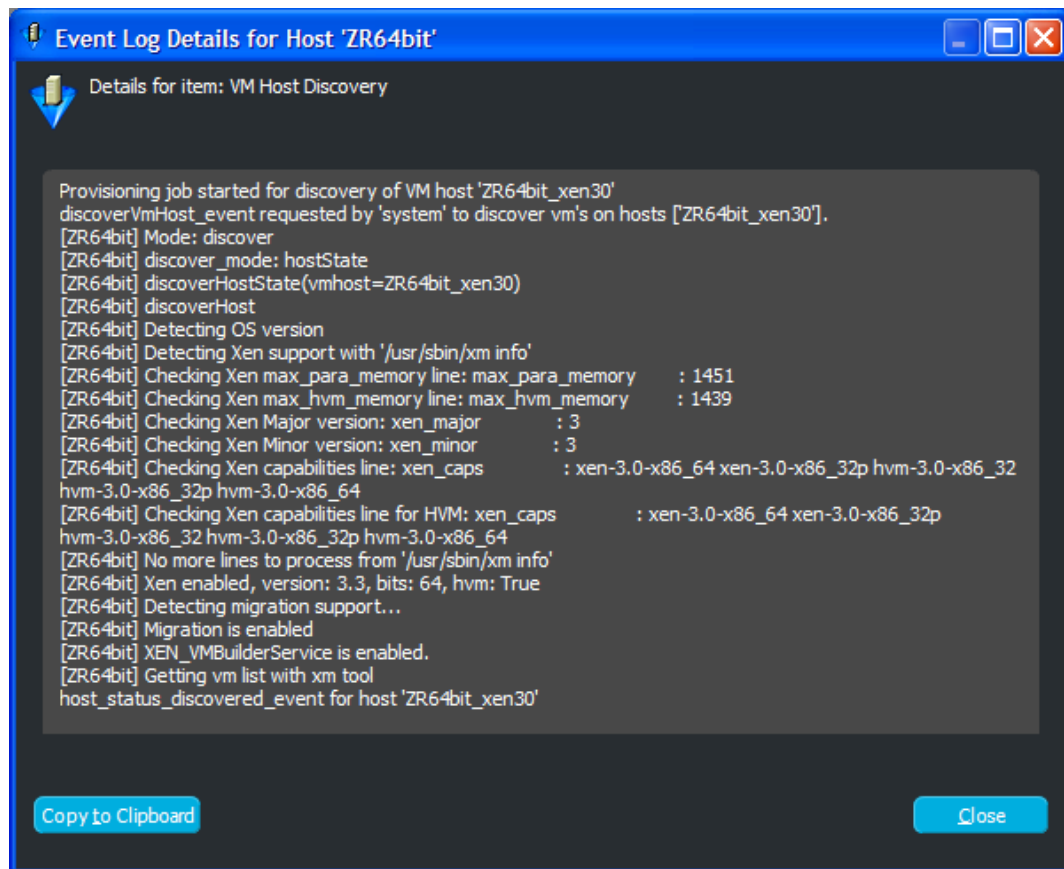 Event Log Details for Host 'ZR64bit'
Details for item: VM Host Discovery
Provisioning job started for discovery of VM host 'ZR64bit_xen30'
discoverVmHost_event requested by 'system' to discover vm's on hosts ['ZR64bit_xen30'].
[ZR64bit] Mode: discover
[ZR64bit] discover_mode: hostState
[ZR64bit] discoverHostState(vmhost=ZR64bit_xen30)
[ZR64bit] discoverHost
[ZR64bit] Detecting OS version
[ZR64bit] Detecting Xen support with '/usr/sbin/xm info'
[ZR64bit] Checking Xen max_para_memory line: max_para_memory : 1451
[ZR64bit] Checking Xen max_hvm_memory line: max_hvm_memory : 1439
[ZR64bit] Checking Xen Major version: xen_major : 3
[ZR64bit] Checking Xen Minor version: xen_minor : 3
[ZR64bit] Checking Xen capabilities line: xen_caps : xen-3.0-x86_64 xen-3.0-x86_32p hvm-3.0-x86_32
hvm-3.0-x86_32p hvm-3.0-x86_64
[ZR64bit] Checking Xen capabilities line for HVM: xen_caps : xen-3.0-x86_64 xen-3.0-x86_32p
hvm-3.0-x86_32 hvm-3.0-x86_32p hvm-3.0-x86_64
[ZR64bit] No more lines to process from '/usr/sbin/xm info'
[ZR64bit] Xen enabled, version: 3.3, bits: 64, hvm: True
[ZR64bit] Detecting migration support...
[ZR64bit] Migration is enabled
[ZR64bit] XEN_VMBuilderService is enabled.
[ZR64bit] Getting vm list with xm tool
host_status_discovered_event for host 'ZR64bit_xen30'
Copy to Clipboard
Close